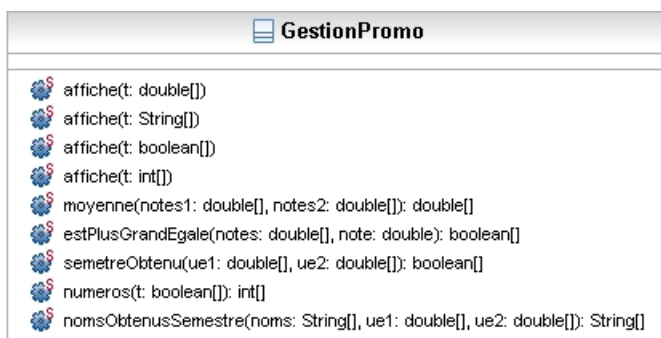 GestionPromo
affiche(t: double[])
affiche(t: String[])
affiche(t: boolean[])
affiche(t: int[])
moyenne(notes1: double[], notes2: double[]): double[]
estPlusGrandEgale(notes: double[], note: double): boolean[]
semetreObtenu(ue1: double[], ue2: double[]): boolean[]
numeros(t: boolean[]): int[]
nomsObtenusSemestre(noms: String[], ue1: double[], ue2: double[]): String[]